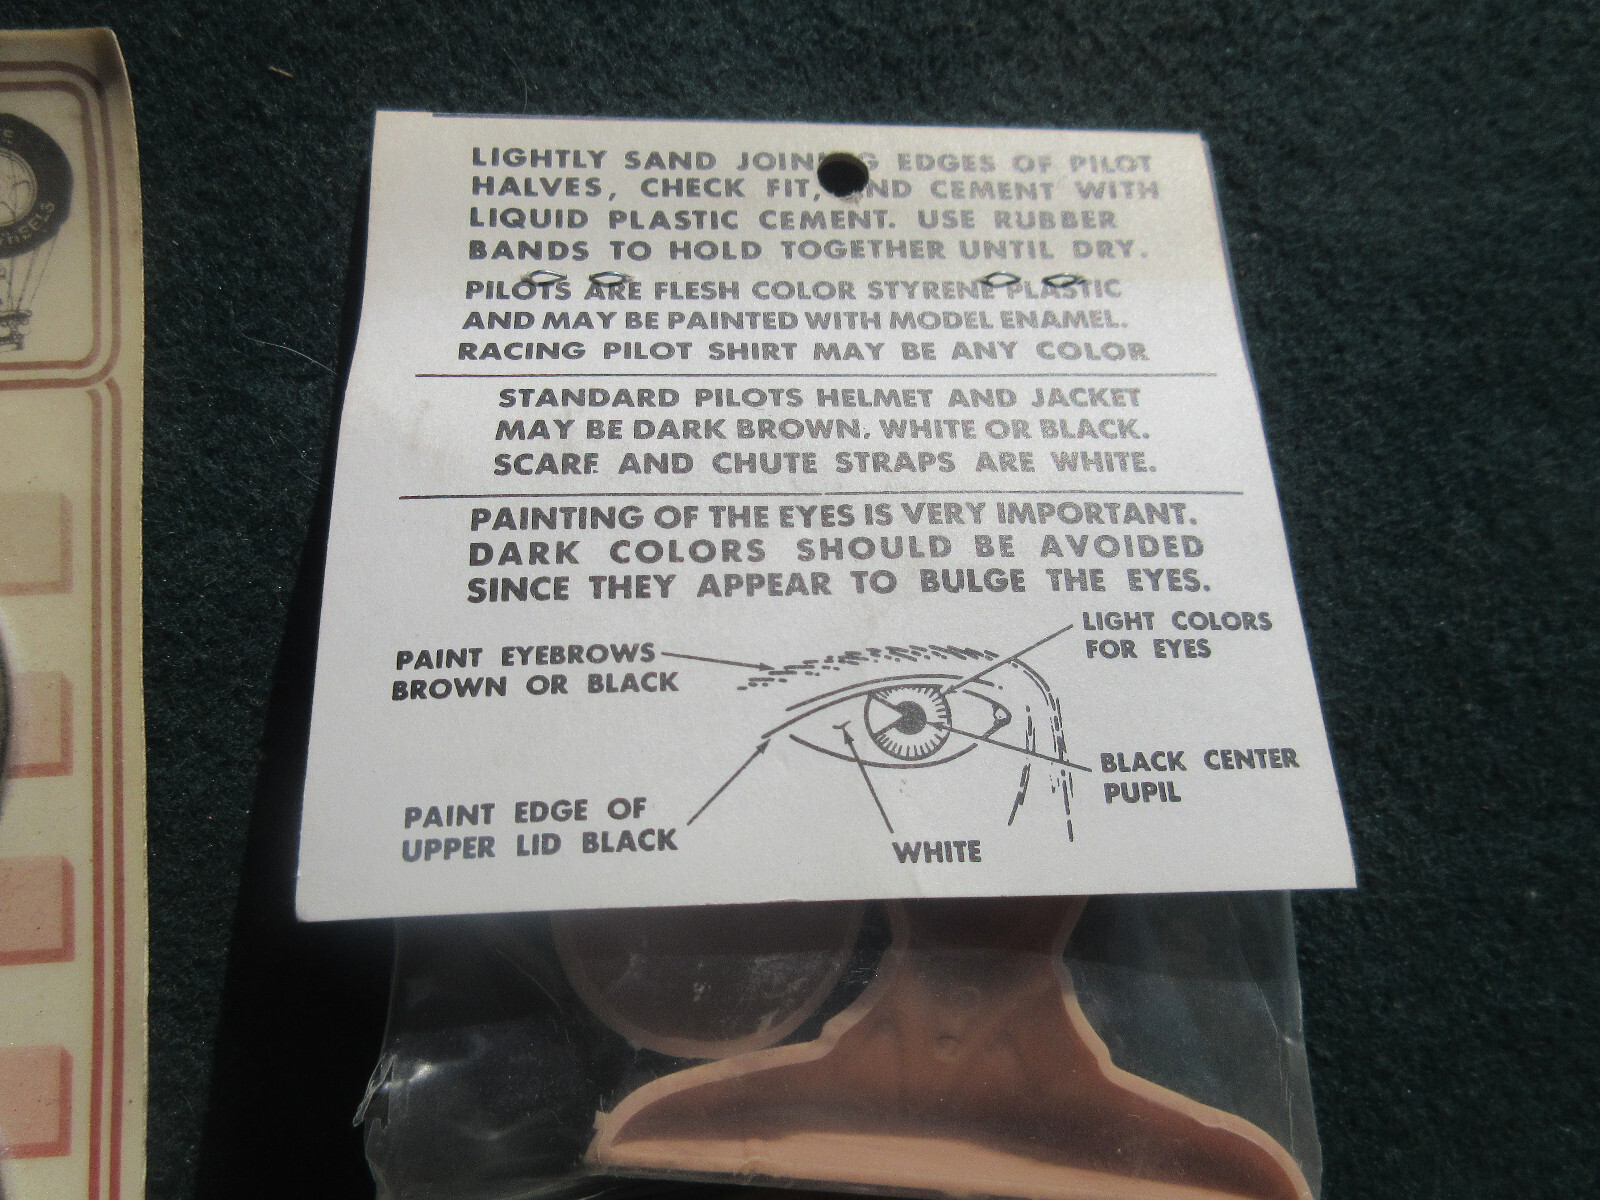 LIGHTLY SAND JOINING EDGES OF PILOT
HALVES, CHECK FIT, AND CEMENT WITH
LIQUID PLASTIC CEMENT. USE RUBBER
BANDS TO HOLD TOGETHER UNTIL DRY.
PILOTS ARE FLESH COLOR STYRENE PLASTIC
AND MAY BE PAINTED WITH MODEL ENAMEL.
RACING PILOT SHIRT MAY BE ANY COLOR
STANDARD PILOTS HELMET AND JACKET
MAY BE DARK BROWN, WHITE OR BLACK.
SCARF AND CHUTE STRAPS ARE WHITE.
PAINTING OF THE EYES IS VERY IMPORTANT.
DARK COLORS SHOULD BE AVOIDED
SINCE THEY APPEAR TO BULGE THE EYES.
LIGHT COLORS
FOR EYES
PAINT EYEBROWS
BROWN OR BLACK
BLACK CENTER
PUPIL
PAINT EDGE OF
UPPER LID BLACK
WHITE